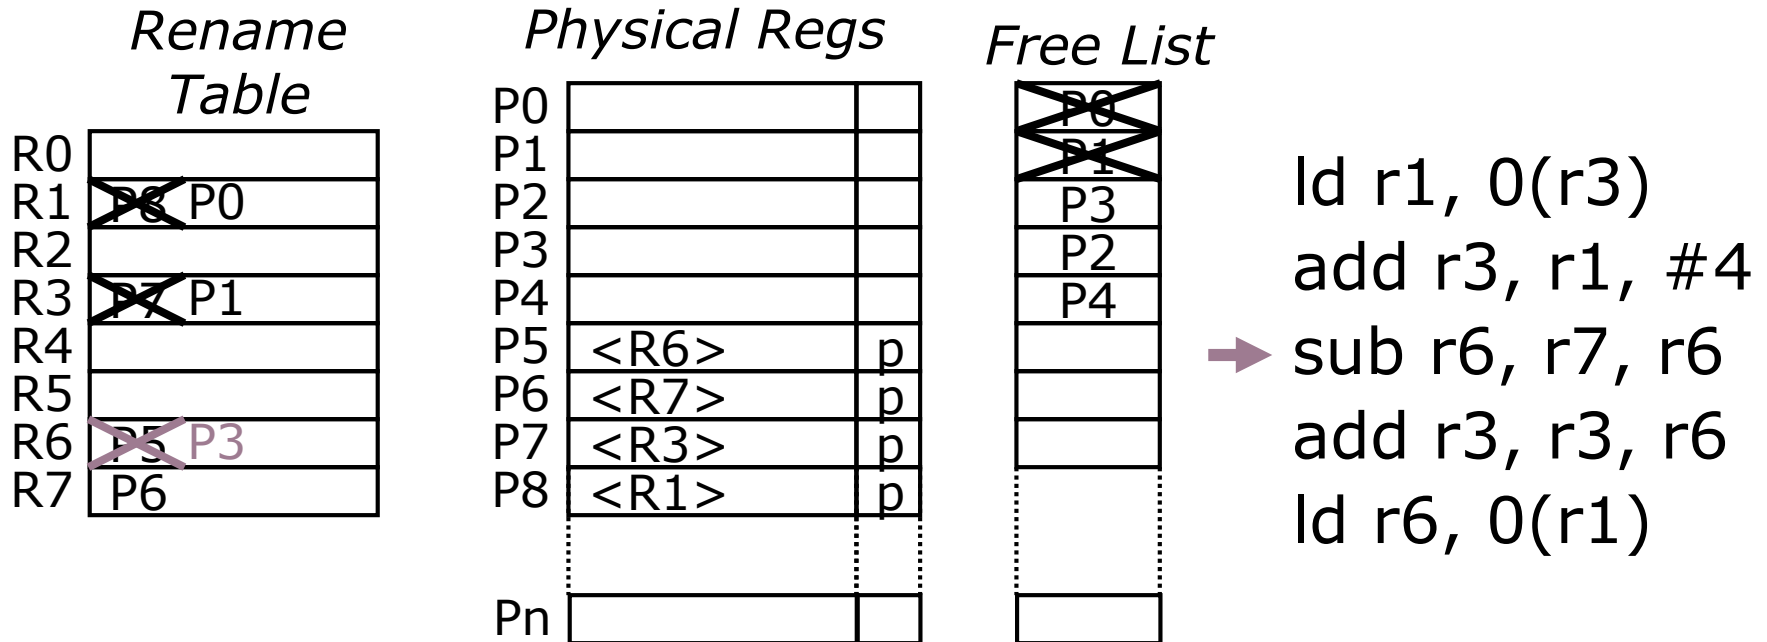 Rename
Table
R0
R1 P8 P0
R2
R3 P7 P1
R4
R5
R6 P5 P3
R7 P6
Physical Regs
P0
P1
P2
P3
P4
P5 <R6> p
P6 <R7> p
P7 <R3> p
P8 <R1> p
Pn
Free List
P0
P1
P3
P2
P4
ld r1, 0(r3)
add r3, r1, #4
sub r6, r7, r6
add r3, r3, r6
ld r6, 0(r1)